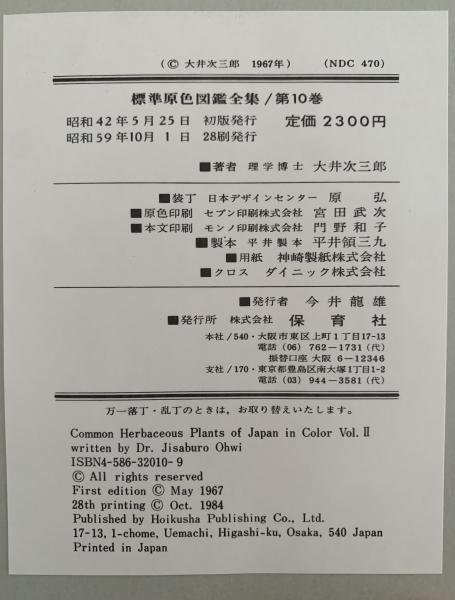 (© 大井次三郎 1967年) (NDC 470)
標準原色図鑑全集/第10巻
昭和42年5月25日 初版発行 定価 2300円
昭和59年10月1日 28刷発行
■著者 理学博士 大井次三郎
■装丁 日本デザインセンター 原 弘
■原色印刷 セブン印刷株式会社 宮田武次
■本文印刷 モンノ印刷株式会社 門野和子
■製本 平井製本 平井領三九
■用紙 神崎製紙株式会社
■クロス ダイニック株式会社
■発行者 今井龍雄
■発行所 株式会社 保育社
本社/540・大阪市東区上町1丁目17-13
電話(06) 762-1731(代)
振替口座 大阪 6-12346
支社/170・東京都豊島区南大塚1丁目1-2
電話(03) 944-3581(代)
万一落丁・乱丁のときは,お取り替えいたします。
Common Herbaceous Plants of Japan in Color Vol. II
written by Dr. Jisaburo Ohwi
ISBN4-586-32010-9
© All rights reserved
First edition © May 1967
28th printing © Oct. 1984
Published by Hoikusha Publishing Co., Ltd.
17-13, 1-chome, Uemachi, Higashi-ku, Osaka, 540 Japan
Printed in Japan